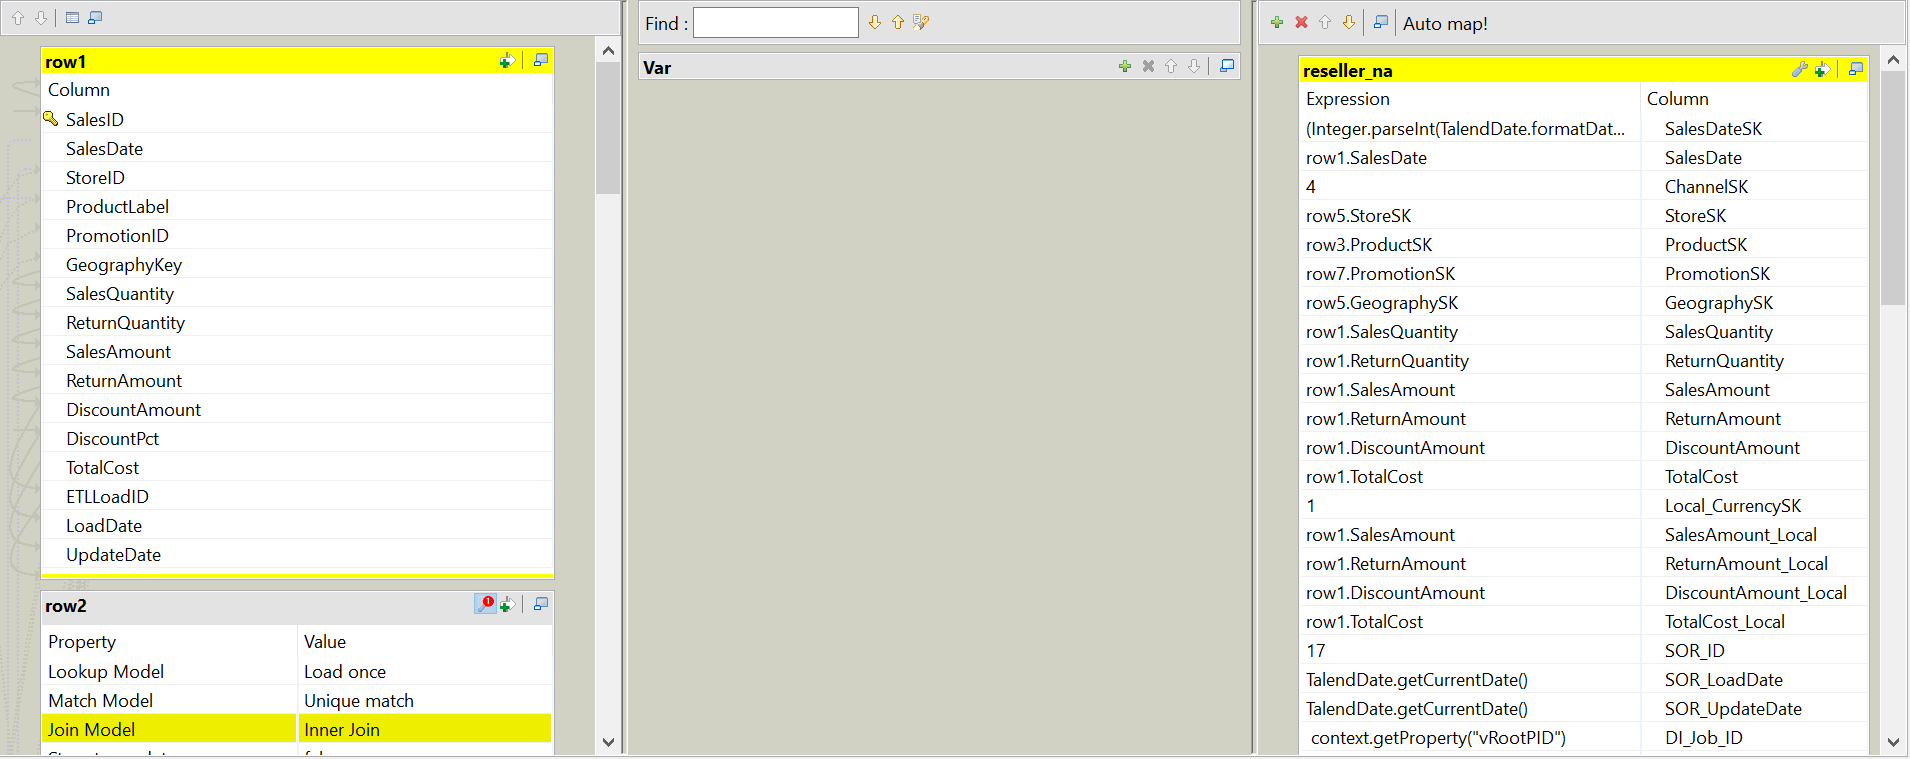 Find :
Auto map!
row1
Column
SalesID
SalesDate
StoreID
ProductLabel
PromotionID
GeographyKey
SalesQuantity
ReturnQuantity
SalesAmount
ReturnAmount
DiscountAmount
DiscountPct
TotalCost
ETLLoadID
LoadDate
UpdateDate
row2
Property Value
Lookup Model Load once
Match Model Unique match
Join Model Inner Join
Var
reseller_na
Expression Column
(Integer.parseInt(TalendDate.formatDat... SalesDateSK
row1.SalesDate SalesDate
4 ChannelSK
row5.StoreSK StoreSK
row3.ProductSK ProductSK
row7.PromotionSK PromotionSK
row5.GeographySK GeographySK
row1.SalesQuantity SalesQuantity
row1.ReturnQuantity ReturnQuantity
row1.SalesAmount SalesAmount
row1.ReturnAmount ReturnAmount
row1.DiscountAmount DiscountAmount
row1.TotalCost TotalCost
1 Local_CurrencySK
row1.SalesAmount SalesAmount_Local
row1.ReturnAmount ReturnAmount_Local
row1.DiscountAmount DiscountAmount_Local
row1.TotalCost TotalCost_Local
17 SOR_ID
TalendDate.getCurrentDate() SOR_LoadDate
TalendDate.getCurrentDate() SOR_UpdateDate
context.getProperty("vRootPID") DI_Job_ID